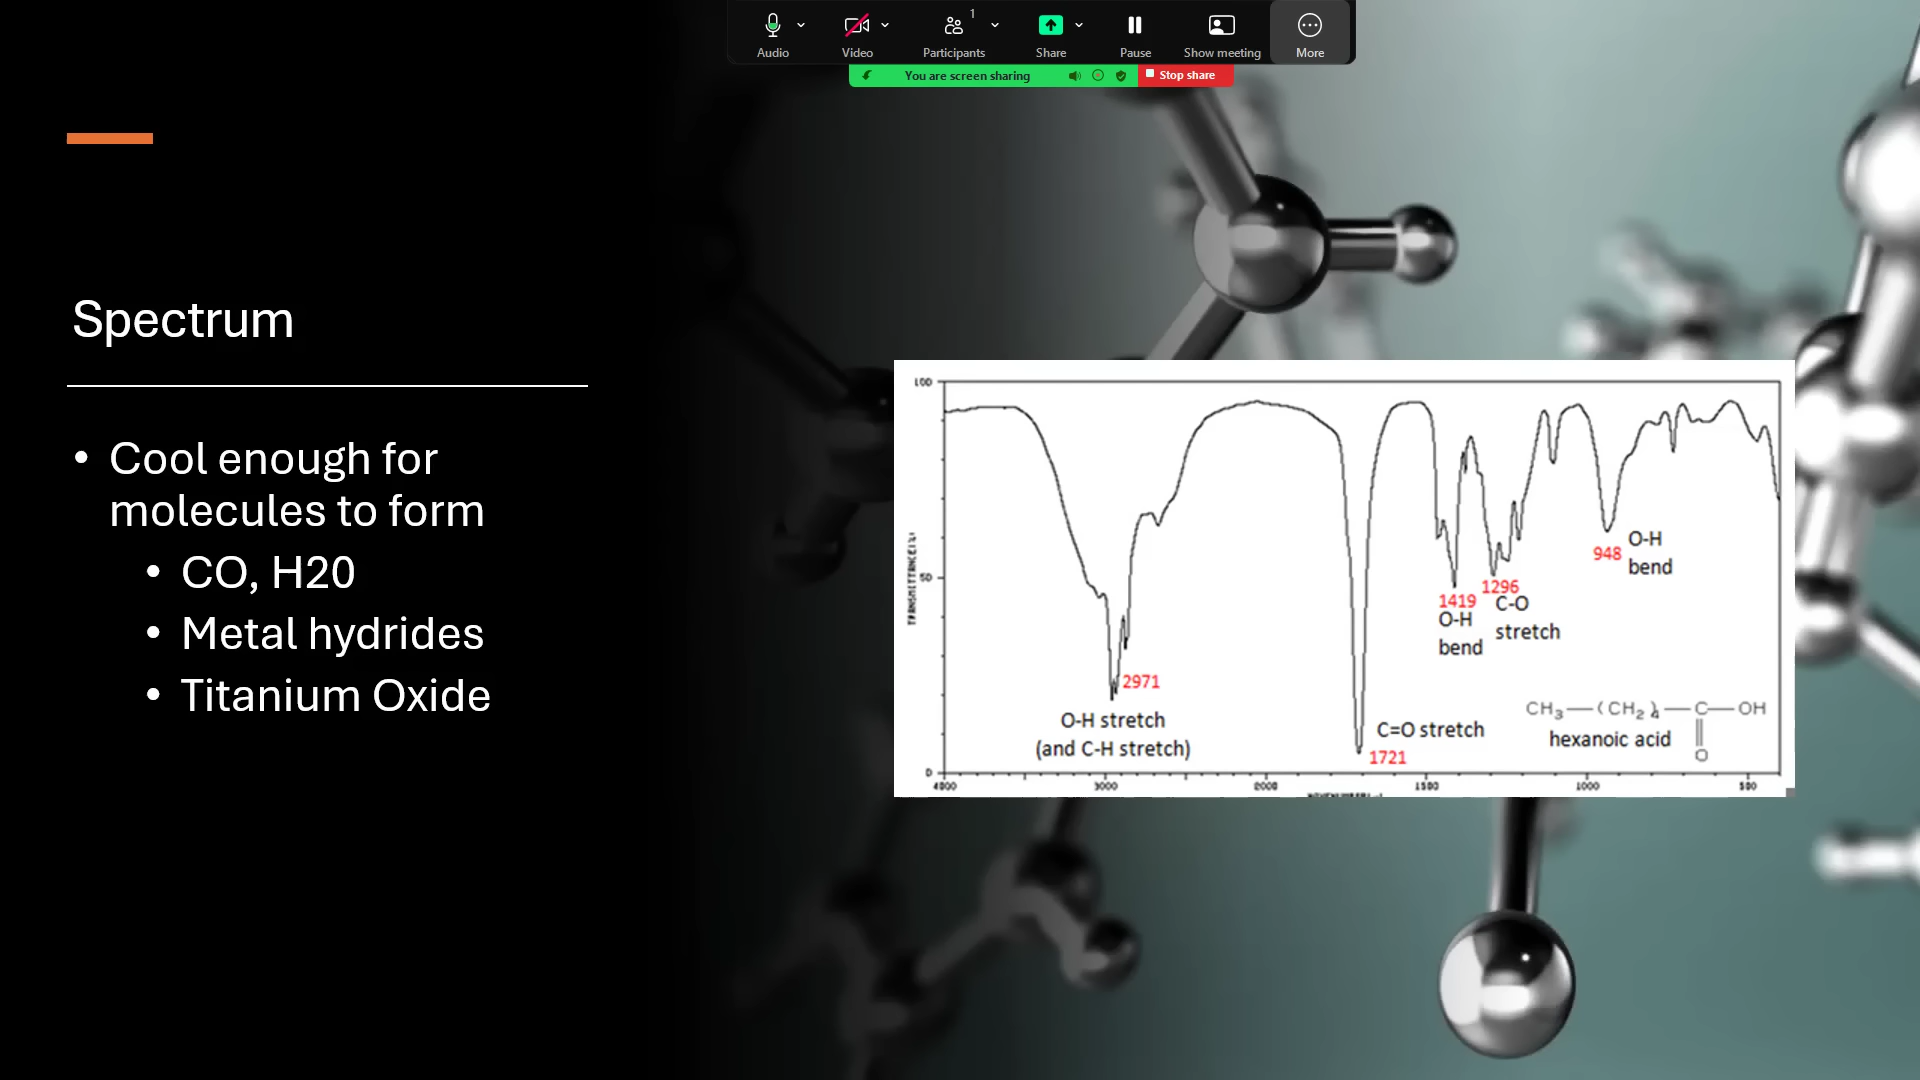 1
Audio
Video
Participants
Share
Pause
Show meeting
More
You are screen sharing
Stop share
Spectrum
• Cool enough for
molecules to form
• CO, H20
• Metal hydrides
• Titanium Oxide
100
50
0
4000
3000
2000
1500
1000
500
2971
O-H stretch
(and C-H stretch)
C=O stretch
1721
1419
O-H
bend
1296
C-O
stretch
948
O-H
bend
CH3—(CH2)4—C—OH
O
hexanoic acid